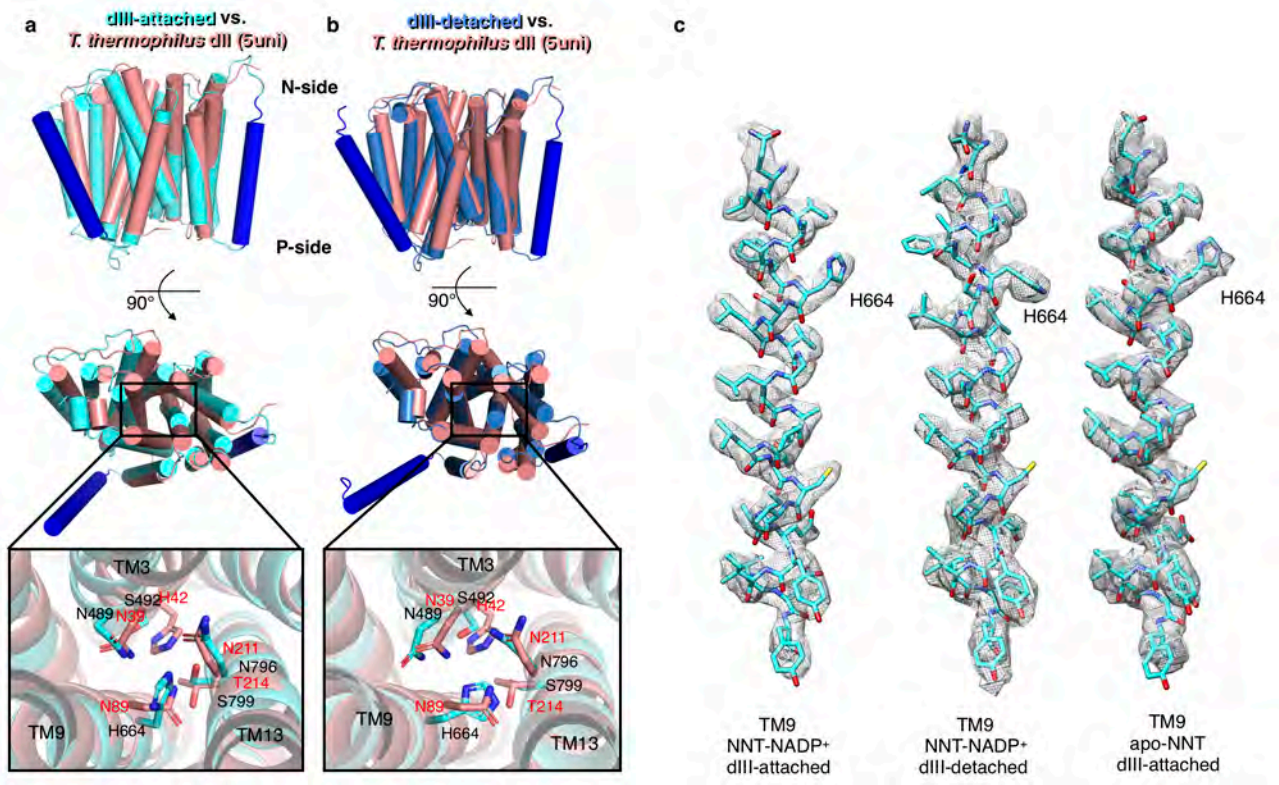 a
dIII-attached vs.
T. thermophilus dII (5uni)
b
dIII-detached vs.
T. thermophilus dII (5uni)
c
N-side
P-side
90°
90°
H664
H664
H664
TM3
S492
H42
N489
N39
N211
N796
T214
S799
N89
H664
TM9
TM13
TM3
S492
N39
H42
N489
N211
N796
S799
N89
T214
H664
TM9
TM13
TM9
NNT-NADP⁺
dIII-attached
TM9
NNT-NADP⁺
dIII-detached
TM9
apo-NNT
dIII-attached